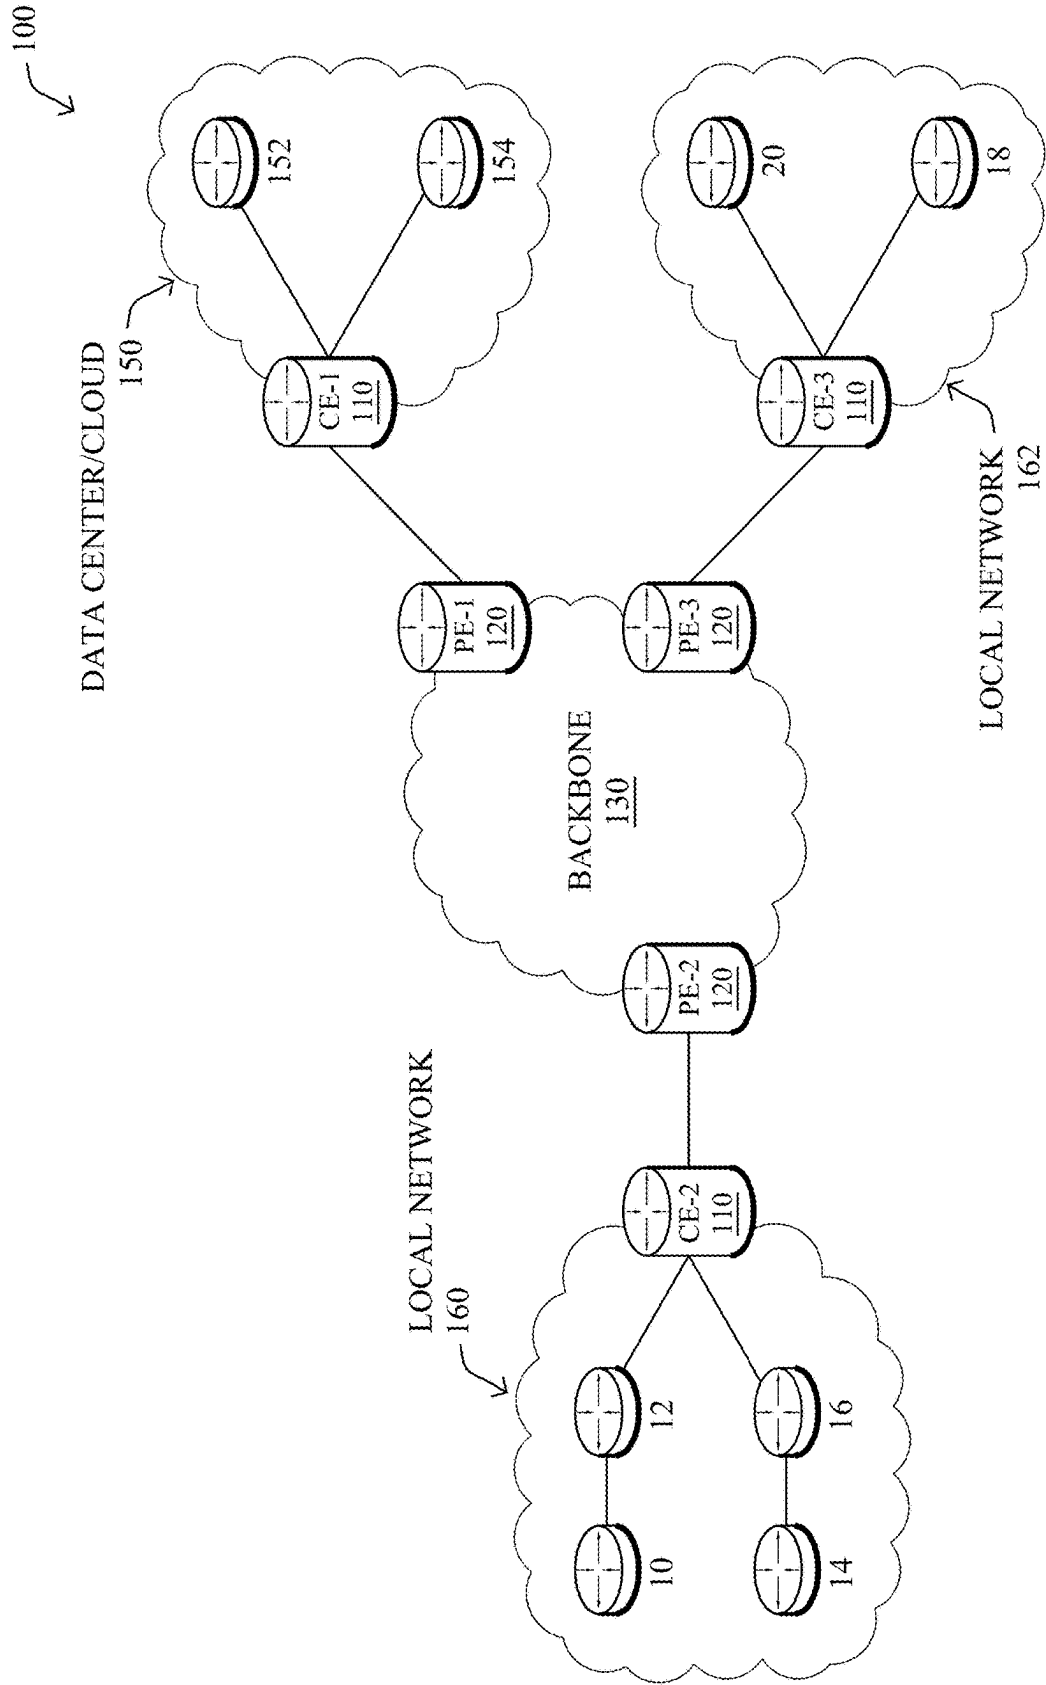 100
DATA CENTER/CLOUD
150
152
154
CE-1
110
PE-1
120
BACKBONE
130
PE-3
120
CE-3
110
20
18
LOCAL NETWORK
162
PE-2
120
CE-2
110
LOCAL NETWORK
160
12
10
16
14